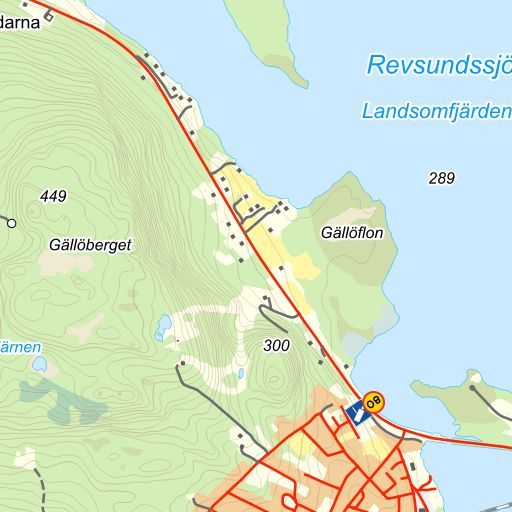 darna
Revsundssjö
Landsomfjärden
289
449
Gällöflon
Gällöberget
300
ärnen
80